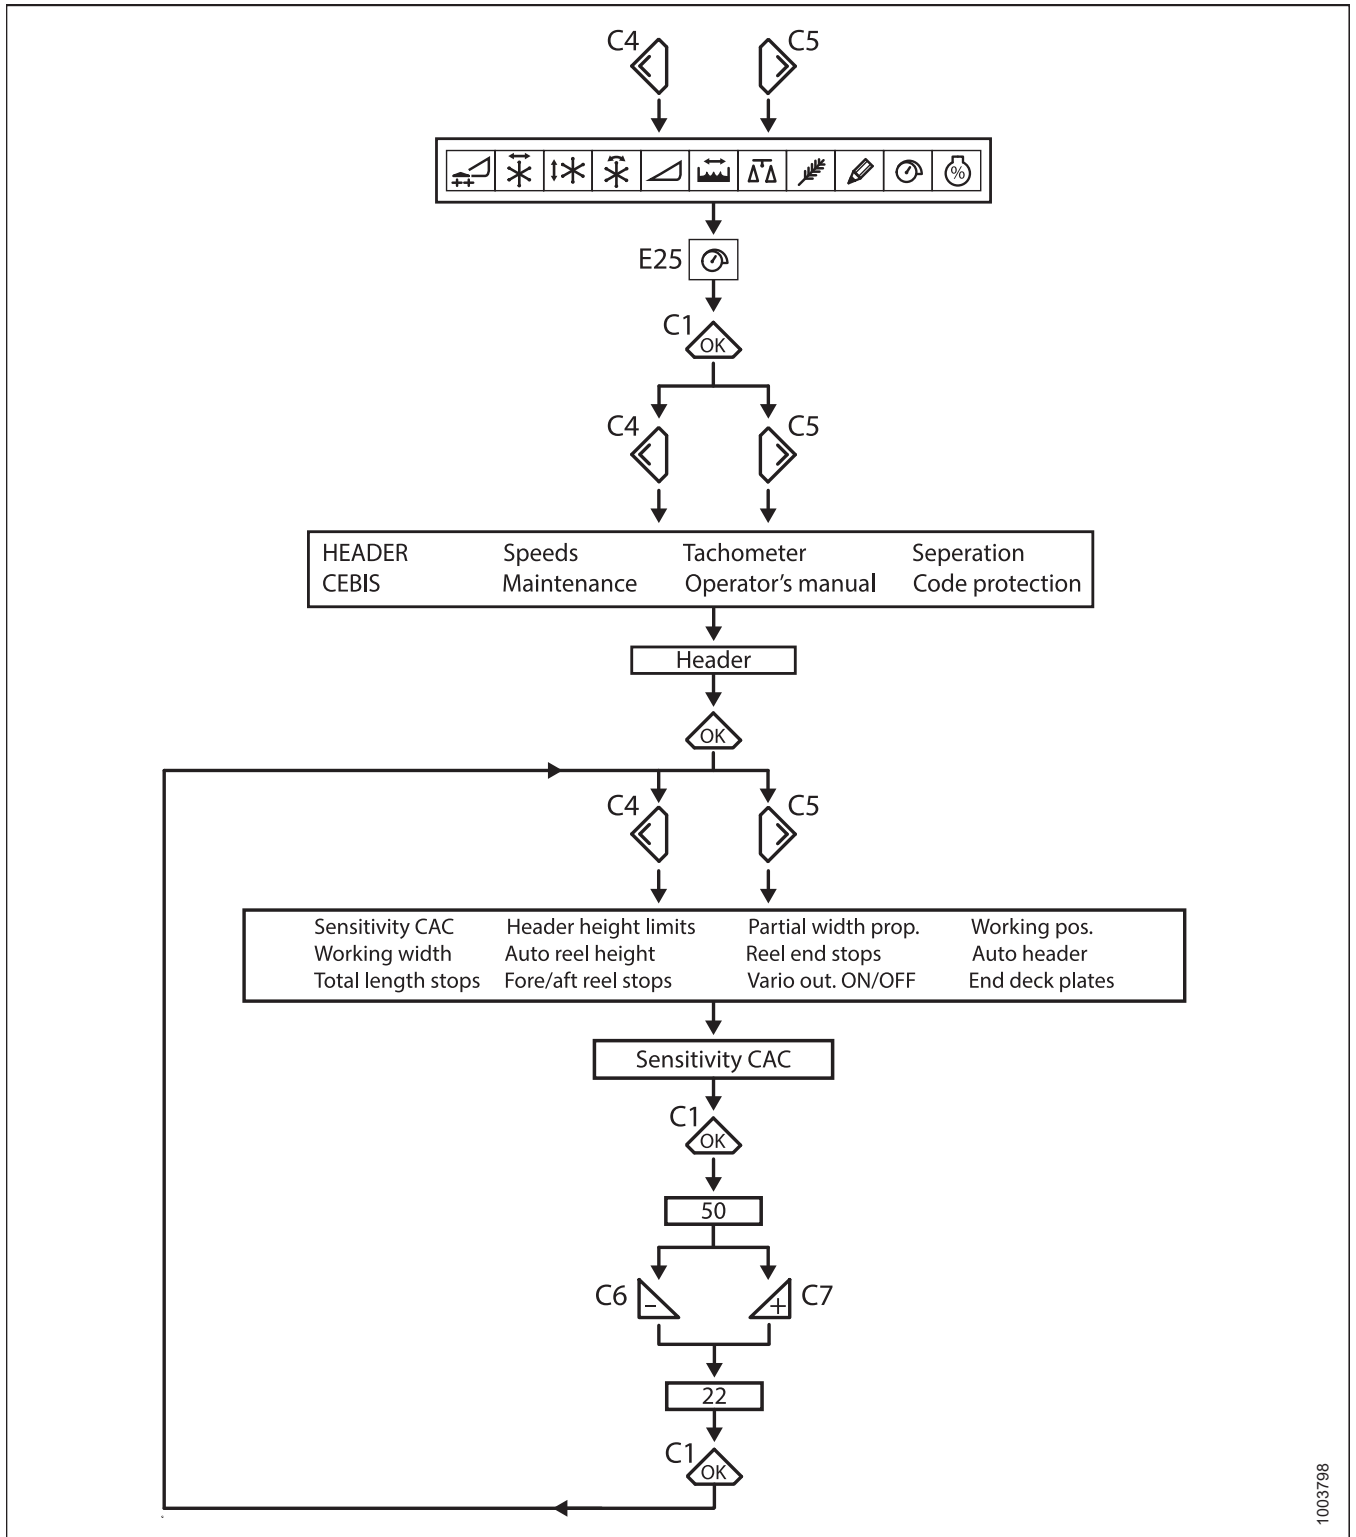 C4 C5
%
E25
C1
OK
C4 C5
HEADER Speeds Tachometer Seperation
CEBIS Maintenance Operator's manual Code protection
Header
OK
C4 C5
Sensitivity CAC Header height limits Partial width prop. Working pos.
Working width Auto reel height Reel end stops Auto header
Total length stops Fore/aft reel stops Vario out. ON/OFF End deck plates
Sensitivity CAC
C1
OK
50
C6 - + C7
22
C1
OK
1003798